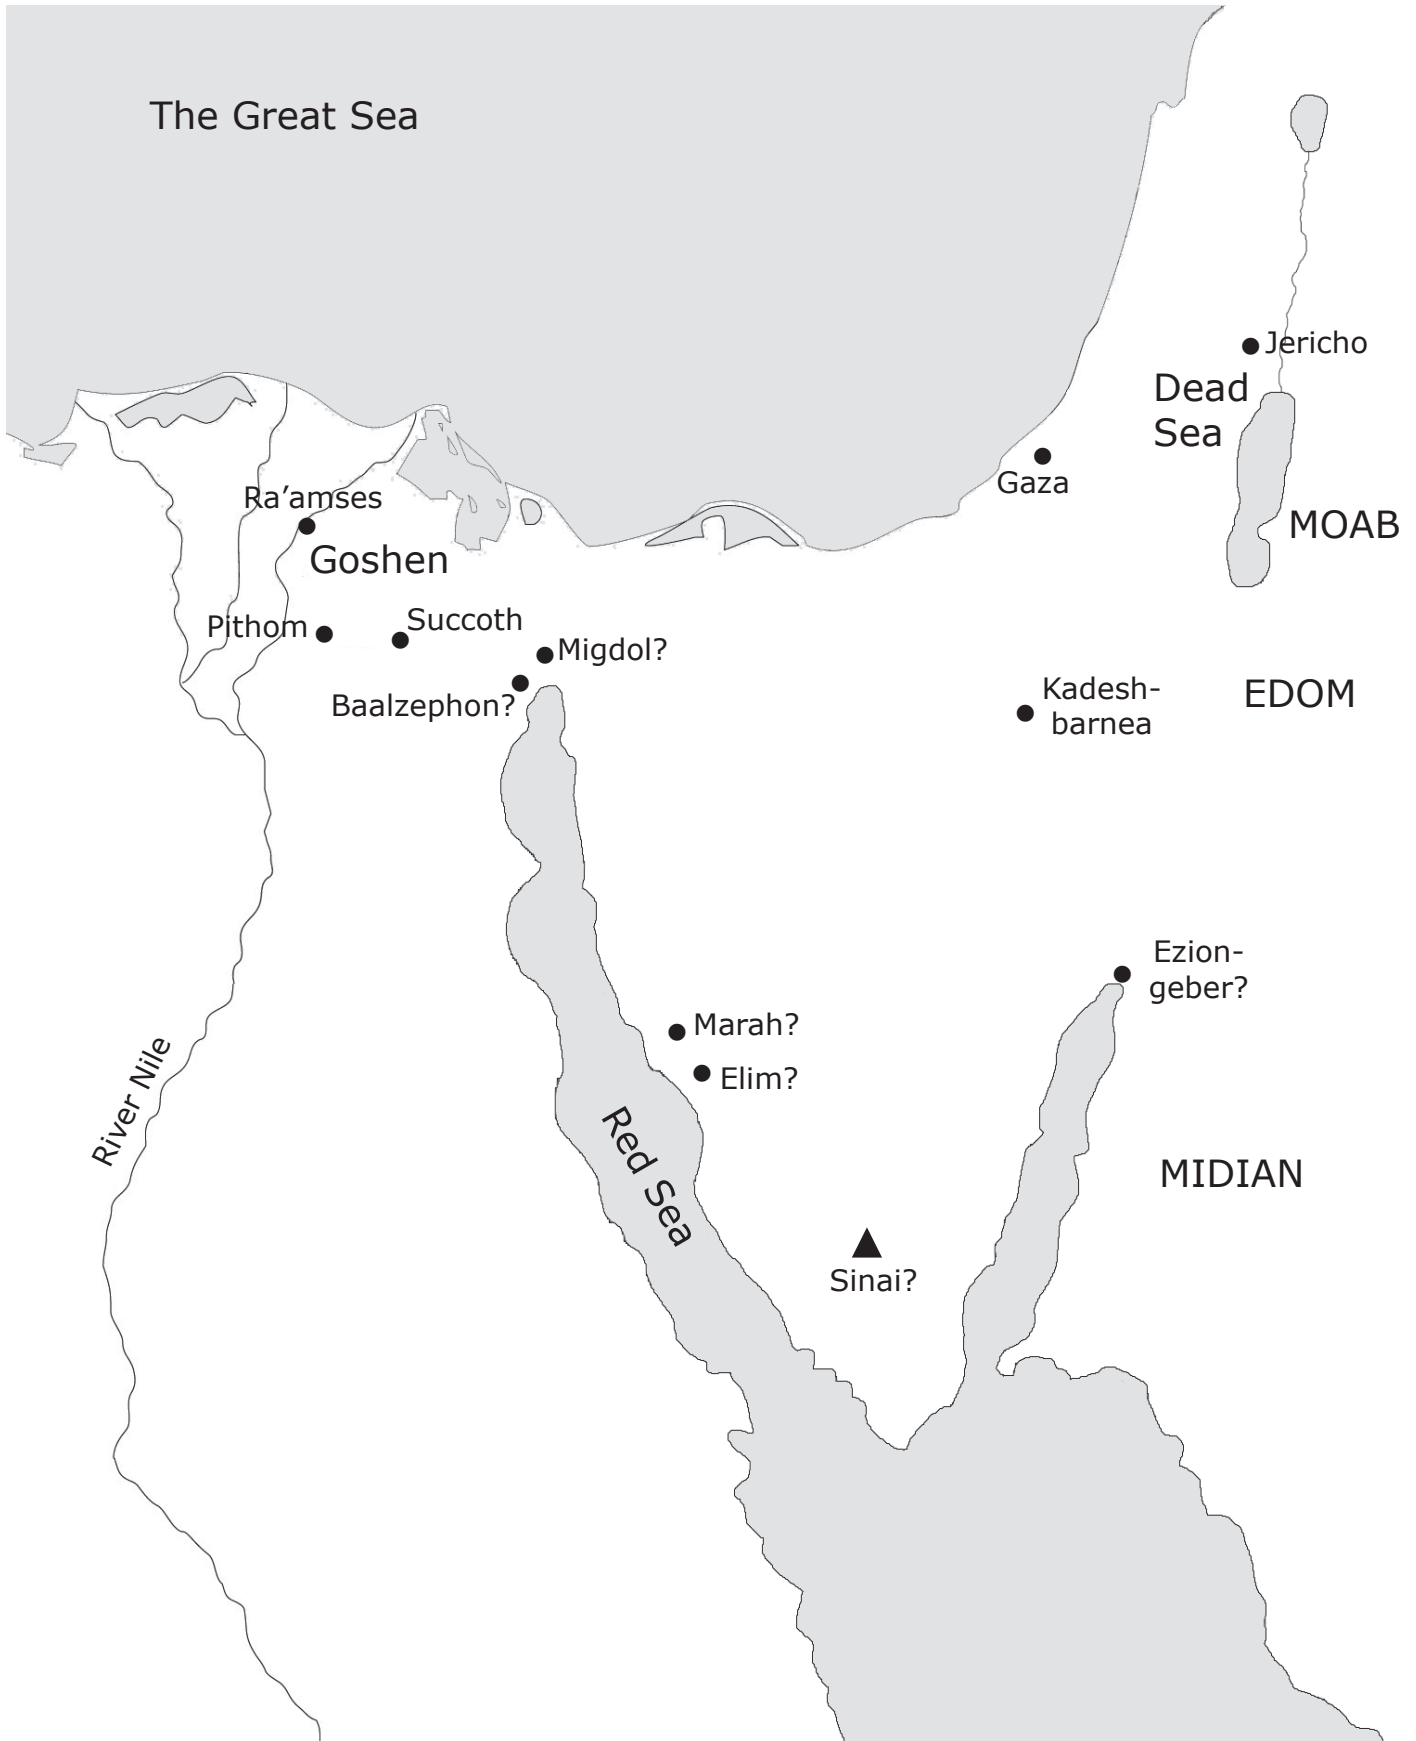 The Great Sea
Jericho
Dead
Sea
Gaza
Ra’amses
MOAB
Goshen
Pithom
Succoth
Migdol?
Baalzephon?
Kadesh-
barnea
EDOM
Ezion-
geber?
Marah?
Elim?
River Nile
Red Sea
MIDIAN
Sinai?